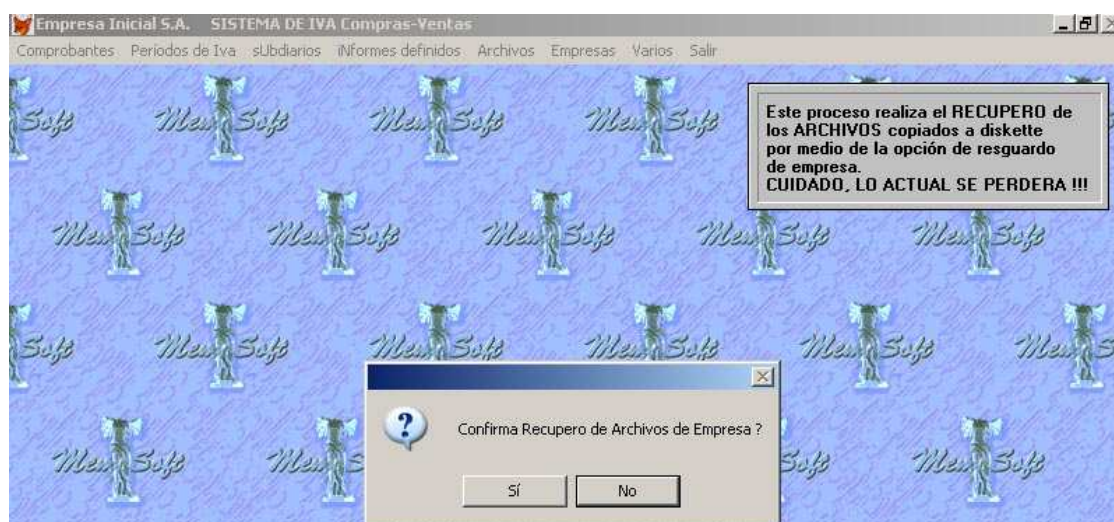 Empresa Inicial S.A. SISTEMA DE IVA Compras-Ventas
Comprobantes Períodos de Iva sUbdiarios iNformes definidos Archivos Empresas Varios Salir
Este proceso realiza el RECUPERO de
los ARCHIVOS copiados a diskette
por medio de la opción de resguardo
de empresa.
CUIDADO, LO ACTUAL SE PERDERA !!!
Confirma Recupero de Archivos de Empresa ?
Sí No